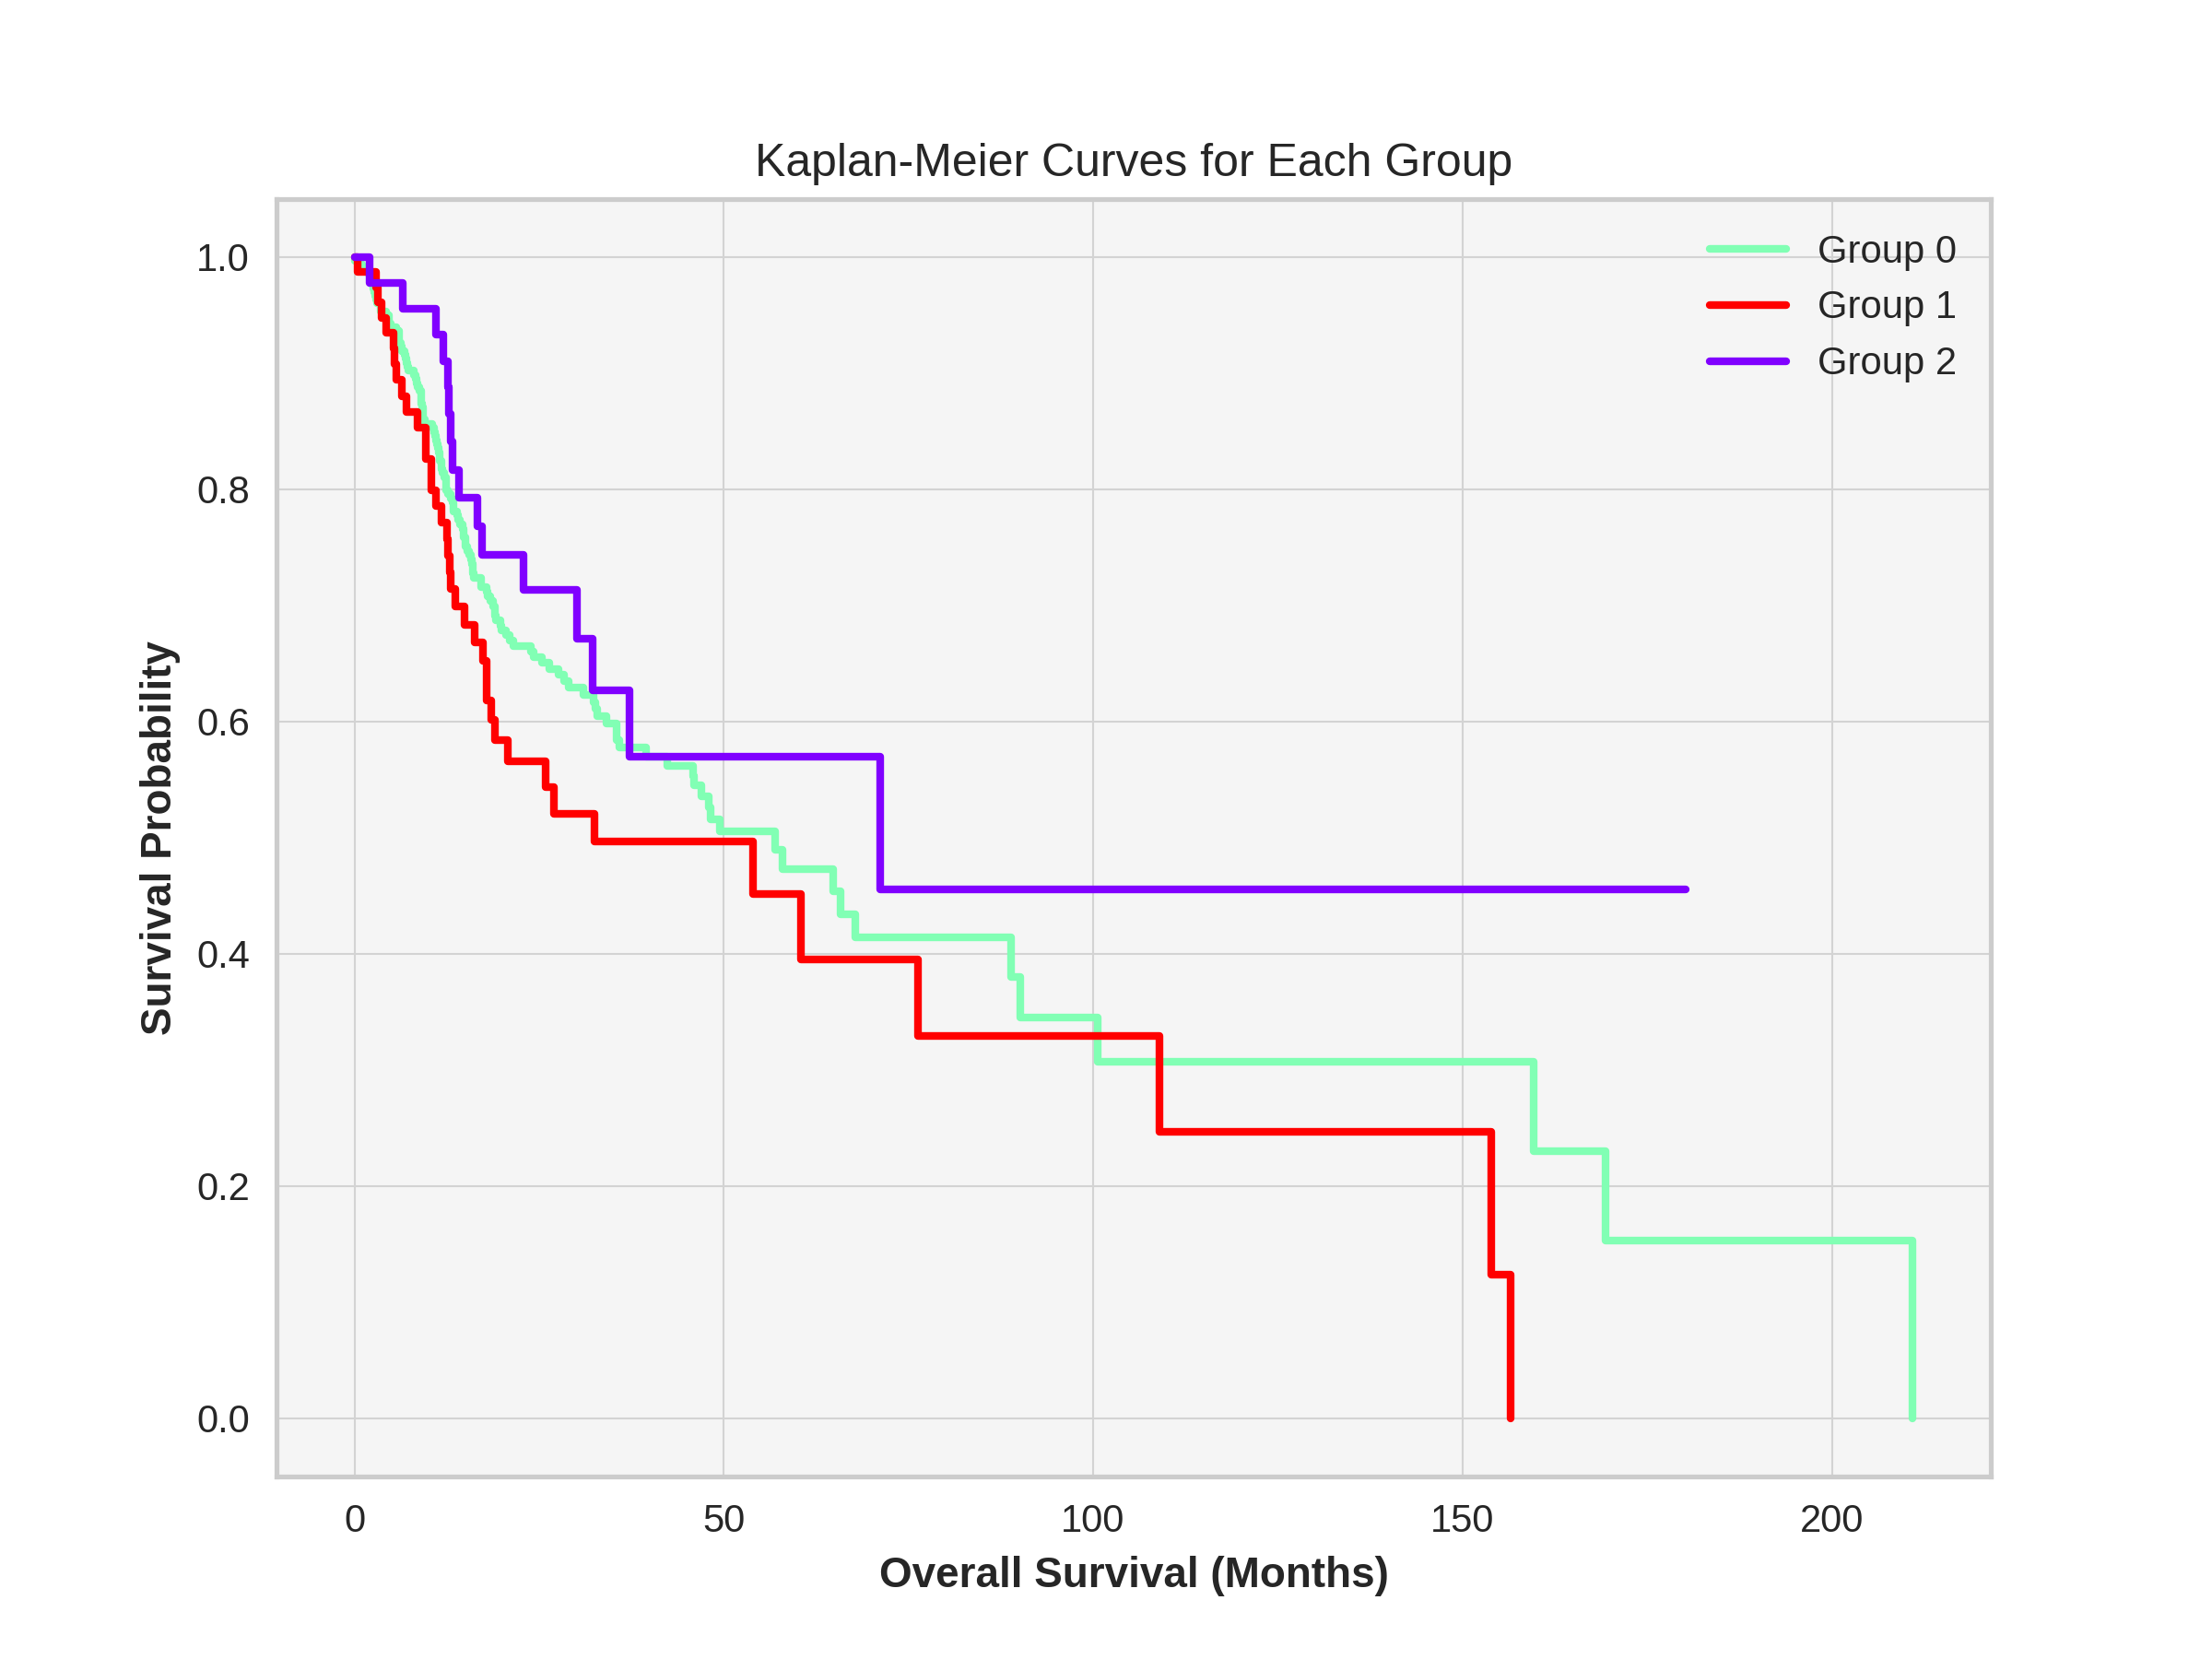 Kaplan-Meier Curves for Each Group
Group 0
Group 1
Group 2
Survival Probability
1.0
0.8
0.6
0.4
0.2
0.0
0 50 100 150 200
Overall Survival (Months)